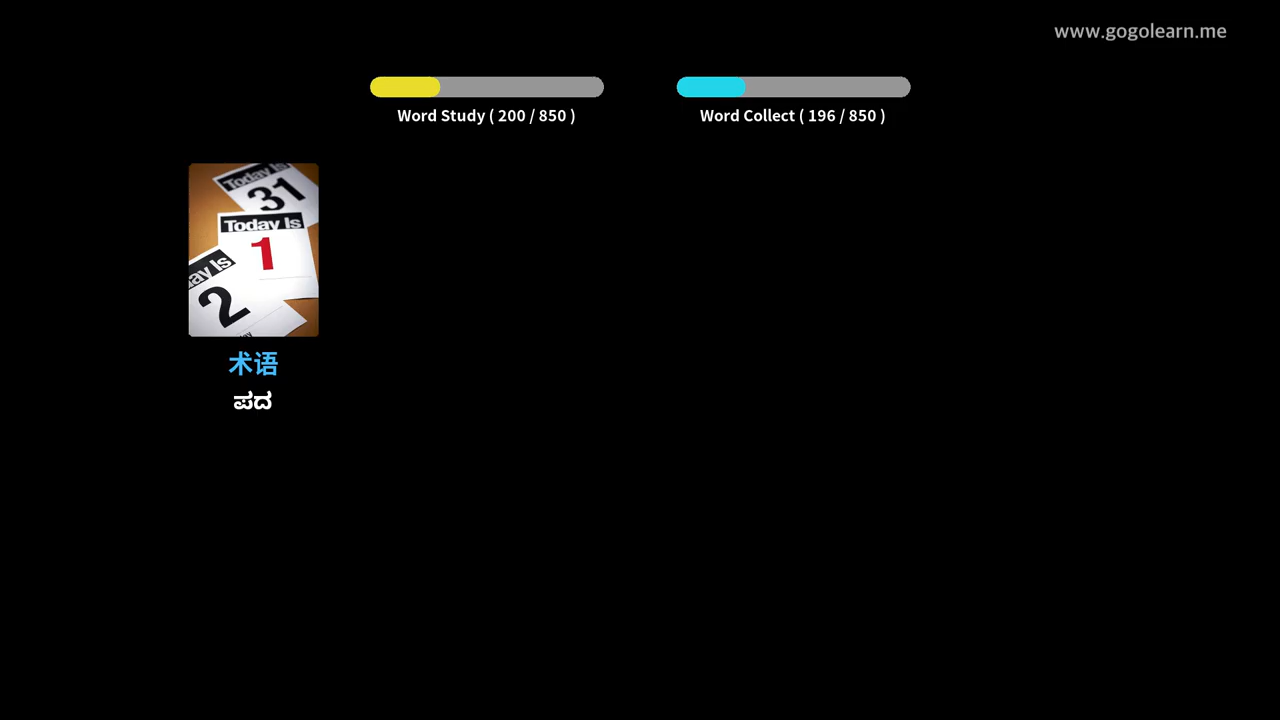 www.gogolearn.me
Word Study ( 200 / 850 )
Word Collect ( 196 / 850 )
Today Is
31
Today Is
1
ay Is
2
术语
ಪದ